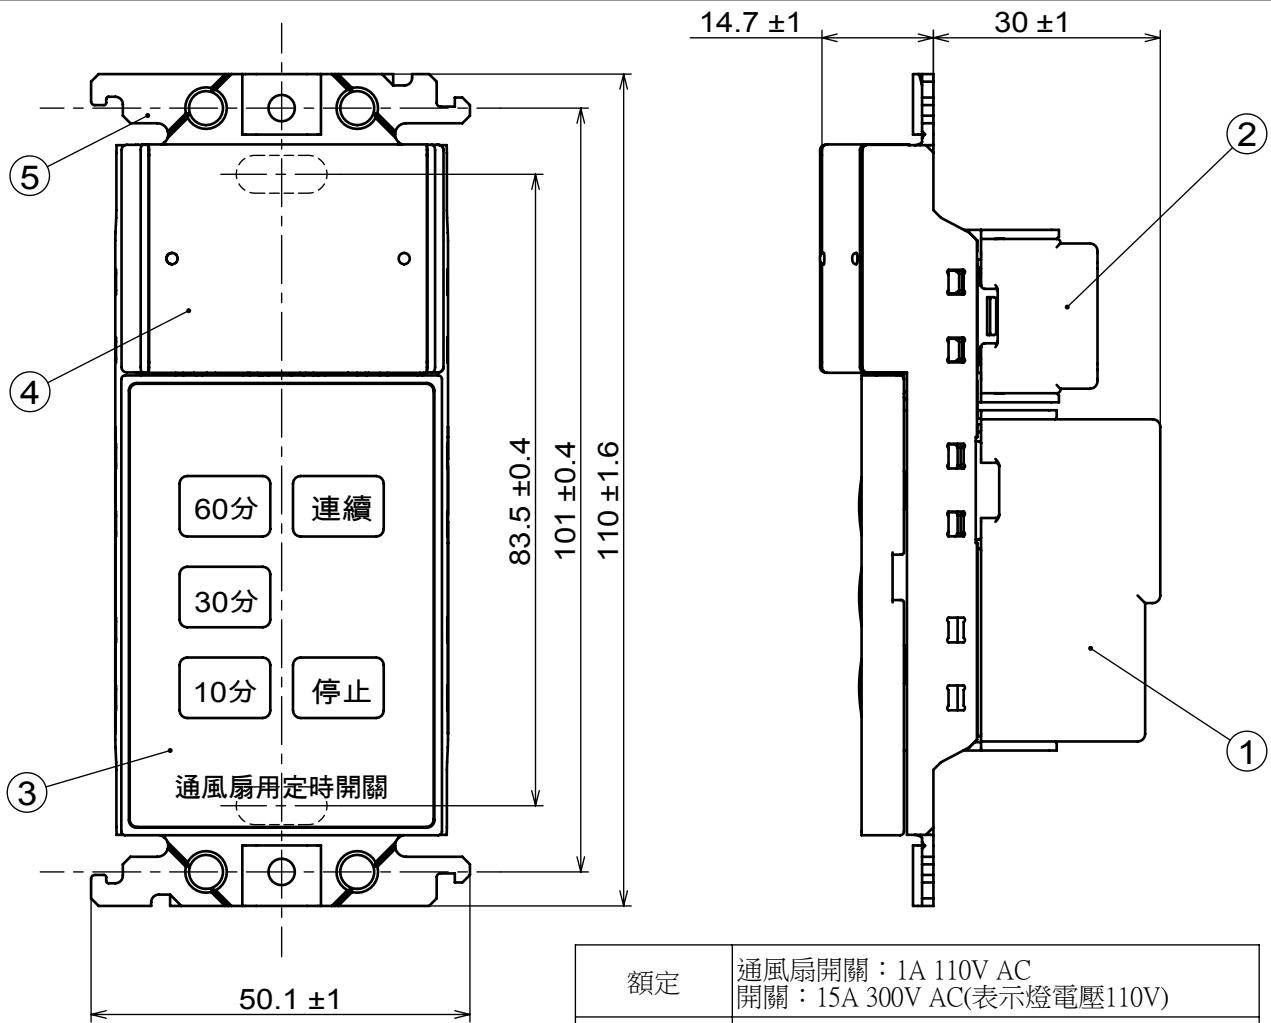 14.7 ±1
30 ±1
②
⑤
④
83.5 ±0.4
101 ±0.4
110 ±1.6
60分
連續
30分
10分
停止
①
③
通風扇用定時開關
50.1 ±1
額定
通風扇開關：1A 110V AC
開關：15A 300V AC(表示燈電壓110V)